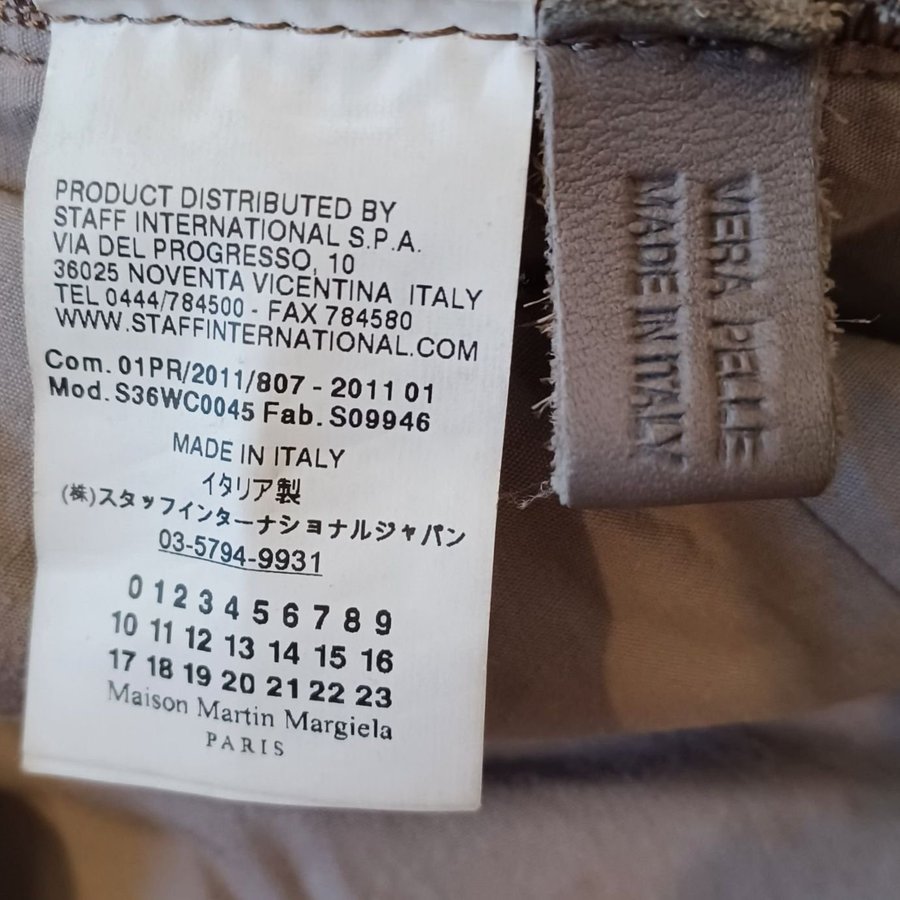 PRODUCT DISTRIBUTED BY
STAFF INTERNATIONAL S.P.A.
VIA DEL PROGRESSO, 10
36025 NOVENTA VICENTINA ITALY
TEL 0444/784500 - FAX 784580
WWW.STAFFINTERNATIONAL.COM
Com. 01PR/2011/807 - 2011 01
Mod. S36WC0045 Fab. S09946
MADE IN ITALY
イタリア製
(株)スタッフインターナショナルジャパン
03-5794-9931
0 1 2 3 4 5 6 7 8 9
10 11 12 13 14 15 16
17 18 19 20 21 22 23
Maison Martin Margiela
PARIS
VERA PELLE
MADE IN ITALY